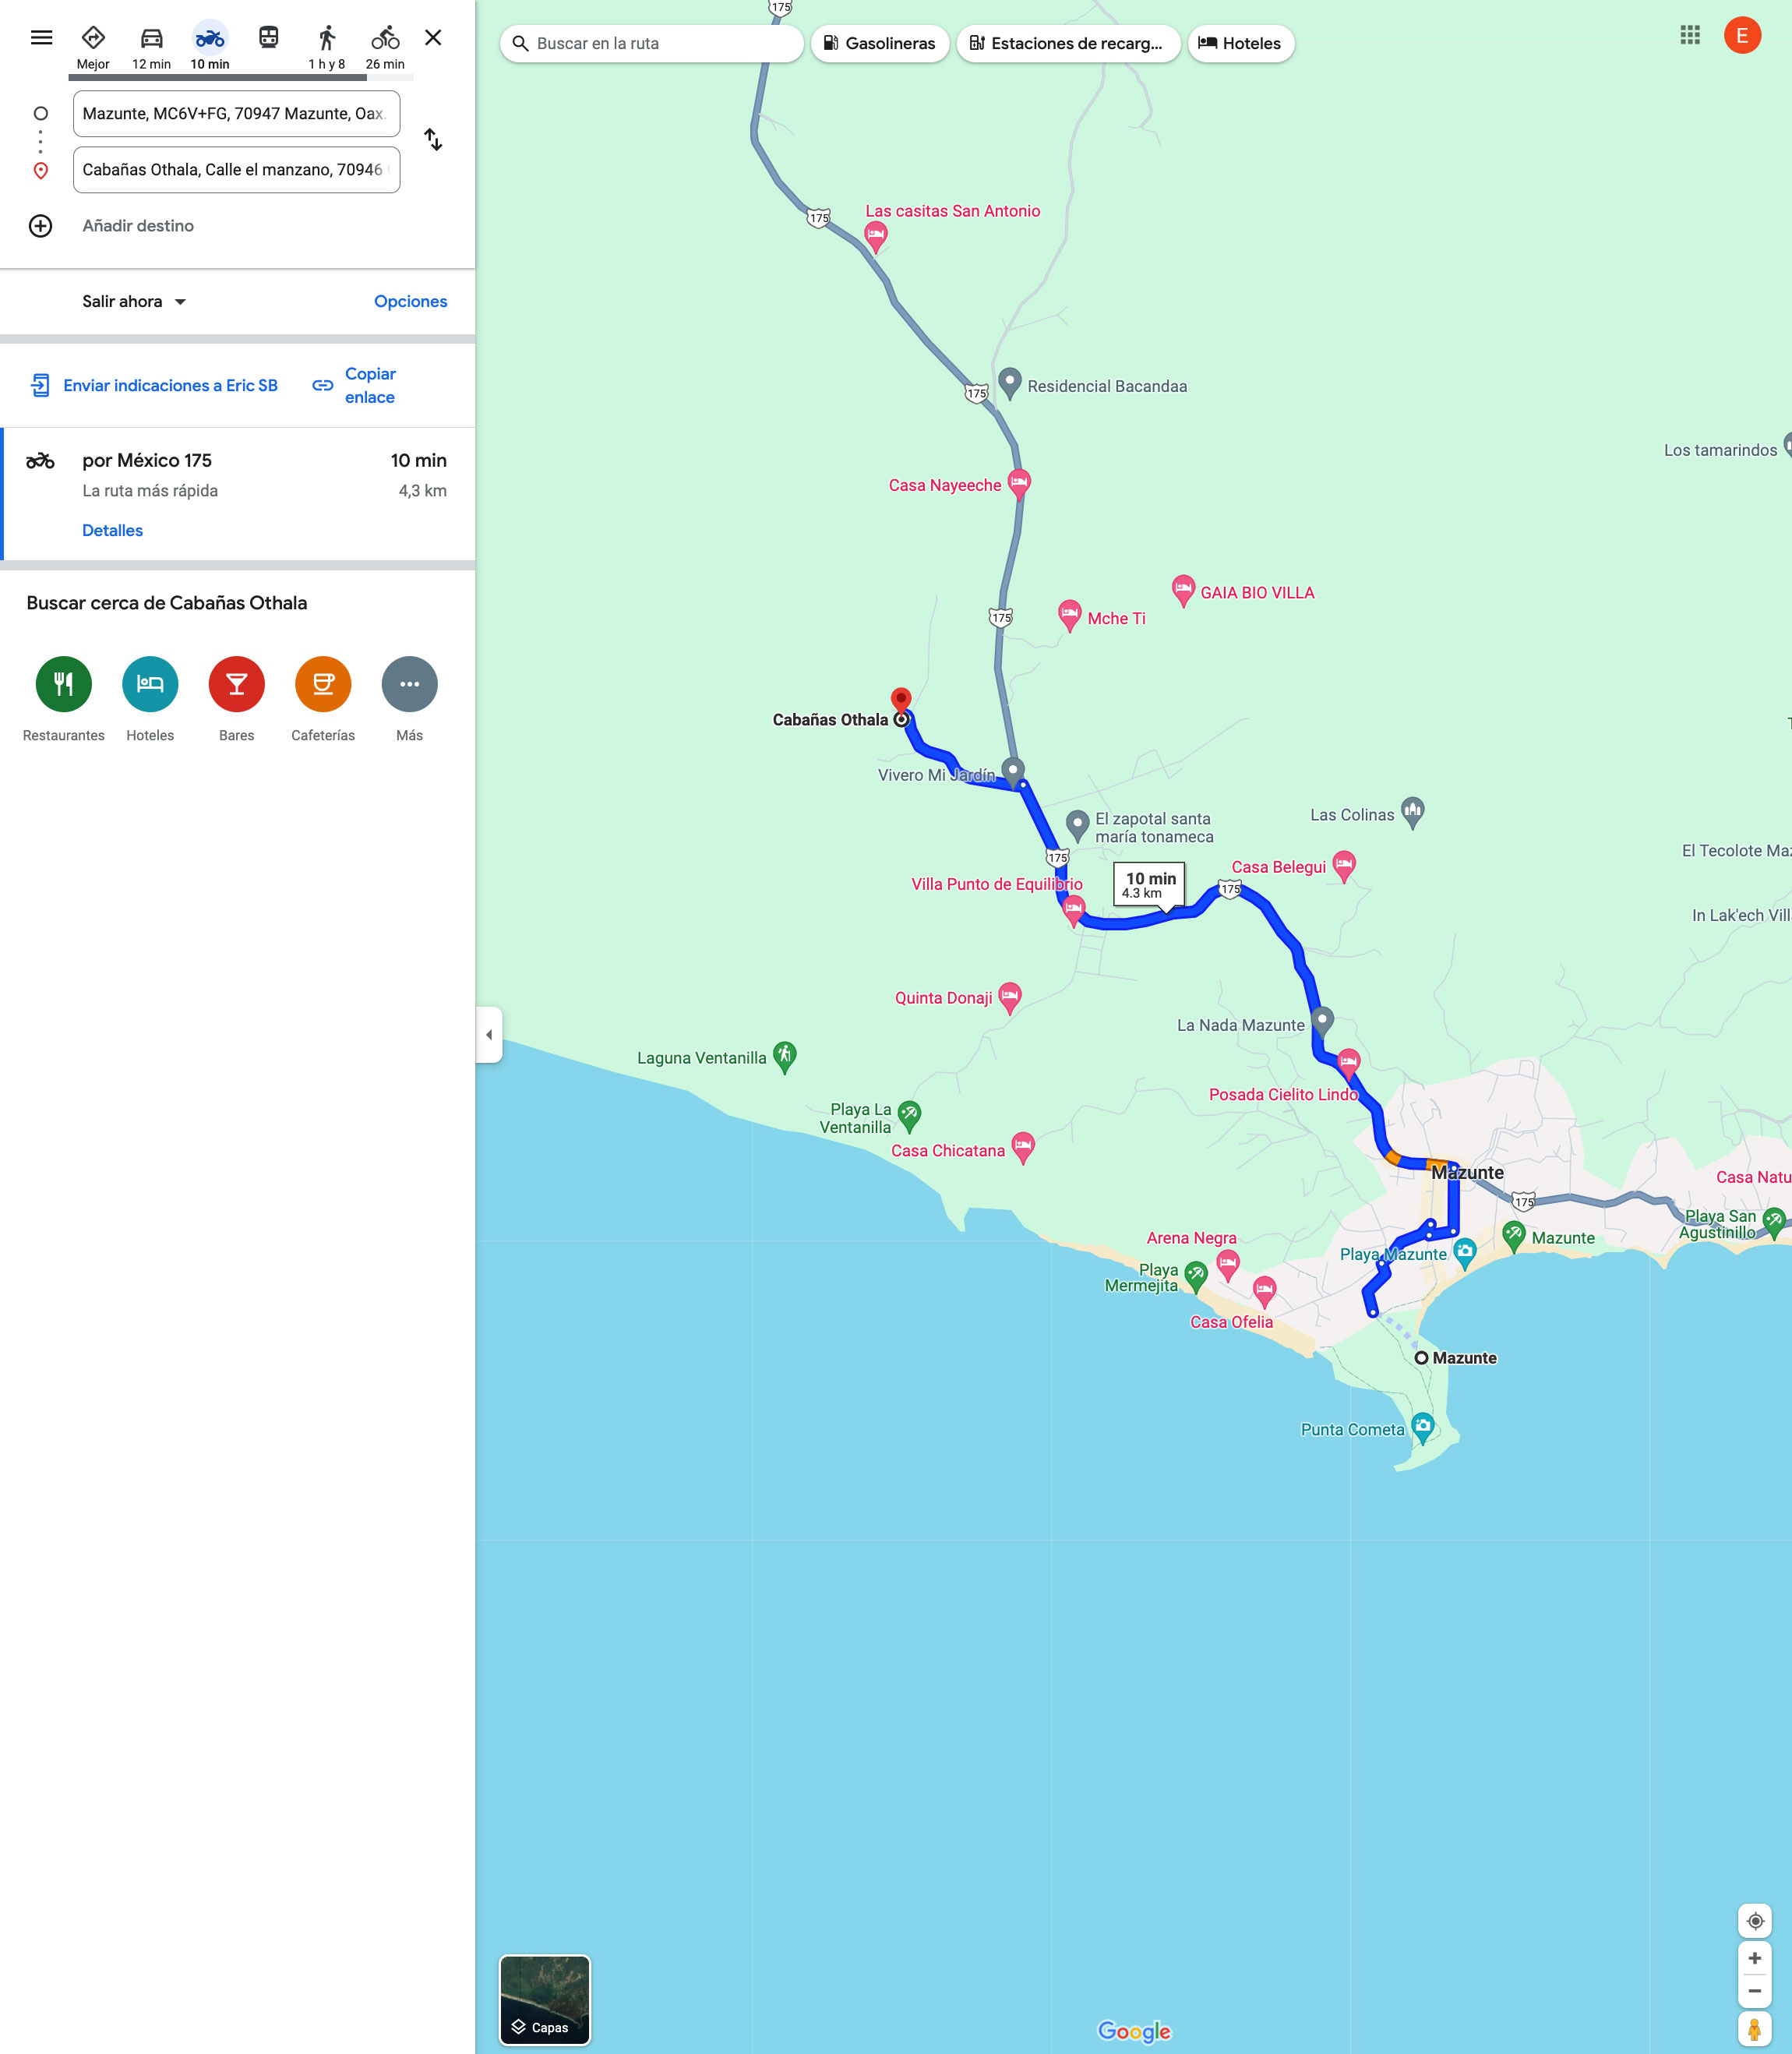 Mejor
12 min
10 min
1 h y 8
26 min
Mazunte, MC6V+FG, 70947 Mazunte, Oax.
Cabañas Othala, Calle el manzano, 70946
Añadir destino
Salir ahora
Opciones
Enviar indicaciones a Eric SB
Copiar
enlace
por México 175
10 min
La ruta más rápida
4,3 km
Detalles
Buscar cerca de Cabañas Othala
Restaurantes
Hoteles
Bares
Cafeterías
Más
Buscar en la ruta
Gasolineras
Estaciones de recarg...
Hoteles
E
175
175
Las casitas San Antonio
175
Residencial Bacandaa
Los tamarindos
Casa Nayeeche
GAIA BIO VILLA
175
Mche Ti
Cabañas Othala
Vivero Mi Jardín
El zapotal santa
maría tonameca
Las Colinas
175
El Tecolote Maz
Casa Belegui
Villa Punto de Equilibrio
10 min
4.3 km
175
In Lak'ech Vill
Quinta Donaji
La Nada Mazunte
Laguna Ventanilla
Posada Cielito Lindo
Playa La
Ventanilla
Casa Chicatana
Mazunte
Casa Natu
175
Playa San
Agustinillo
Arena Negra
Mazunte
Playa Mazunte
Playa
Mermejita
Casa Ofelia
Mazunte
Punta Cometa
Capas
Google